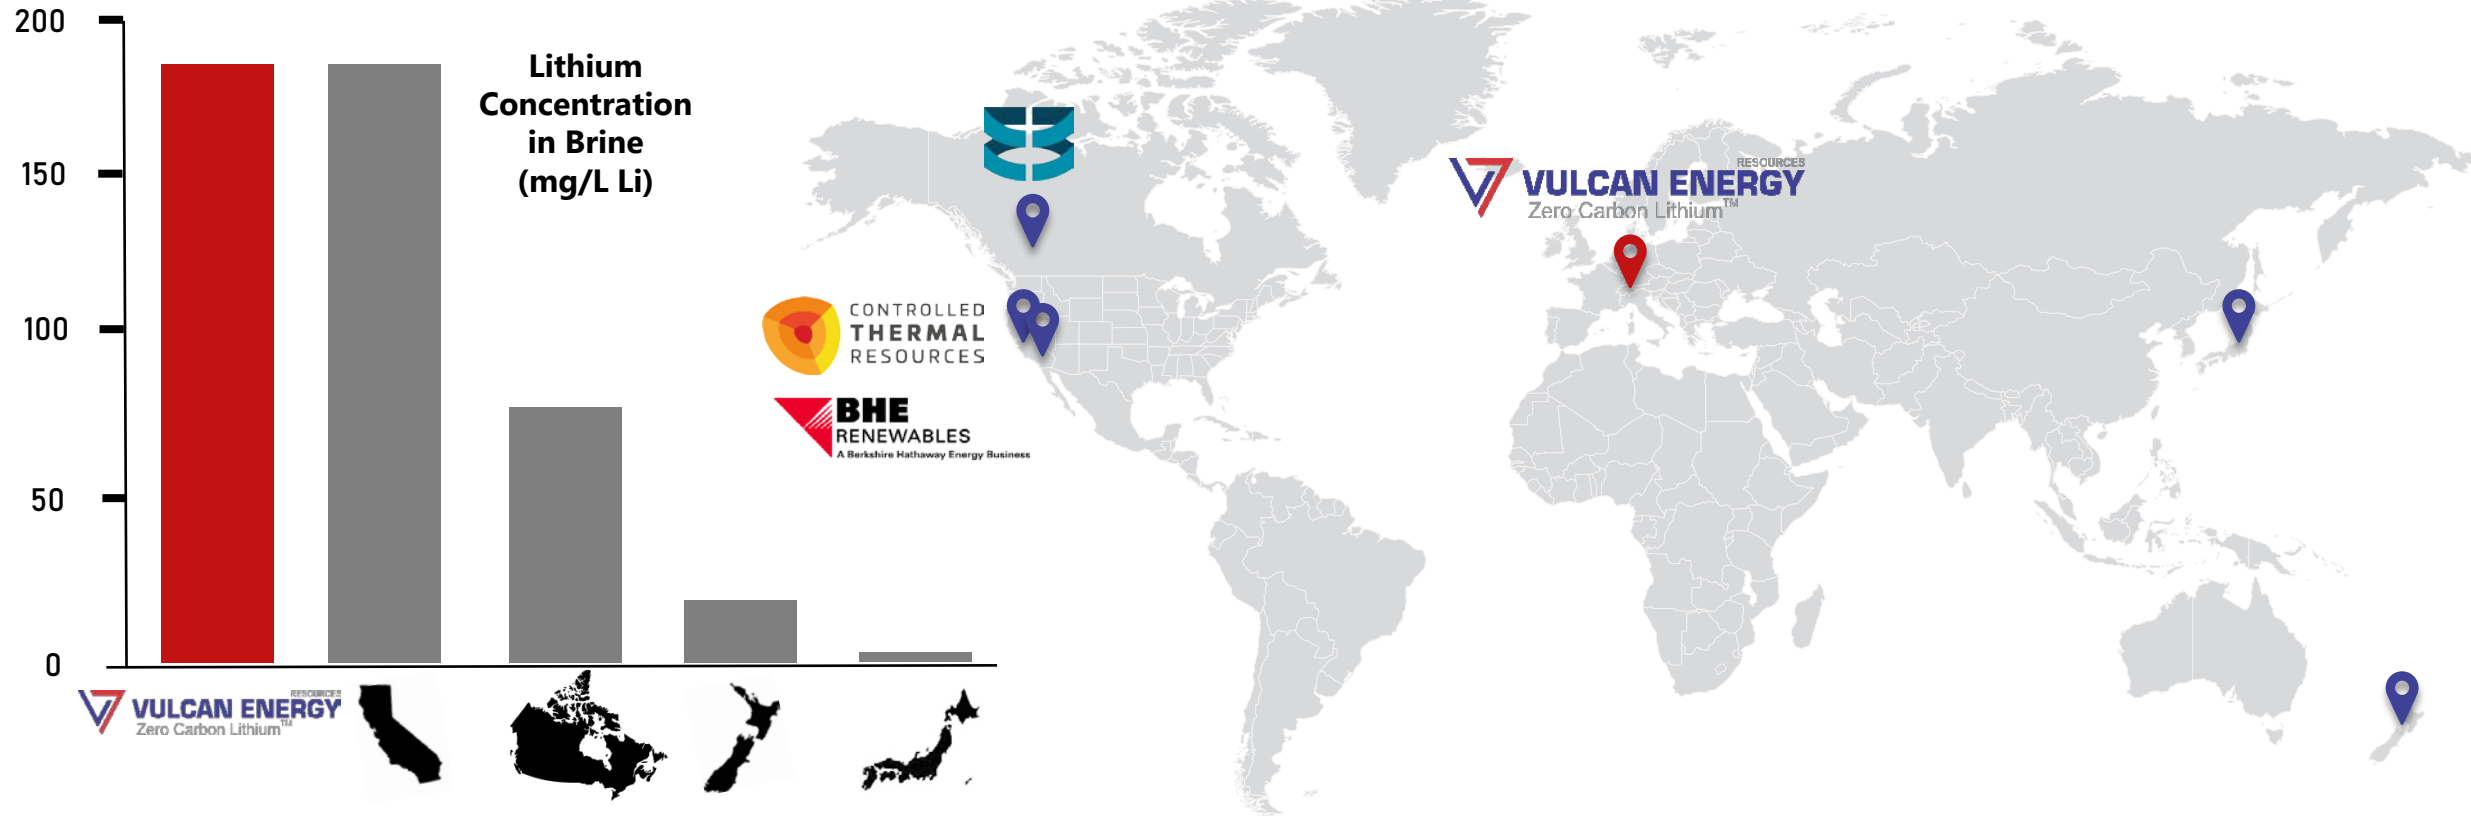 200
150
100
50
0
Lithium
Concentration
in Brine
(mg/L Li)
RESOURCES
VULCAN ENERGY
Zero Carbon Lithium™
CONTROLLED
THERMAL
RESOURCES
BHE
RENEWABLES
A Berkshire Hathaway Energy Business
RESOURCES
VULCAN ENERGY
Zero Carbon Lithium™